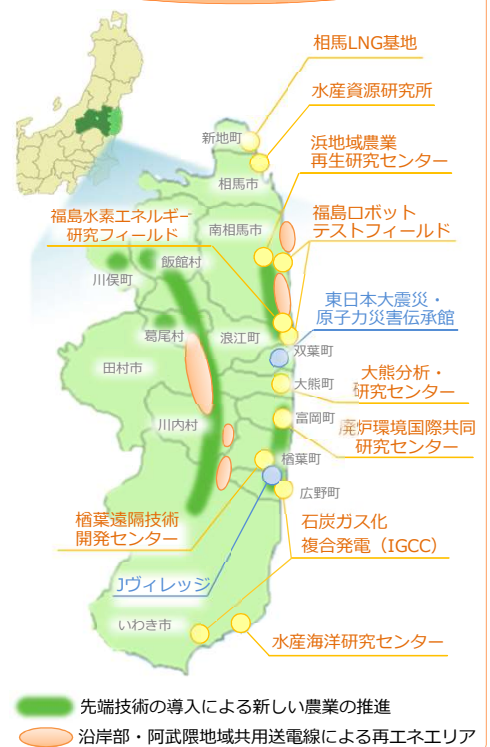 相馬LNG基地
水産資源研究所
新地町
浜地域農業
再生研究センター
相馬市
福島水素エネルギー
研究フィールド
南相馬市
福島ロボット
テストフィールド
飯館村
川俣町
東日本大震災・
原子力災害伝承館
葛尾村
浪江町
双葉町
田村市
大熊町
大熊分析・
研究センター
富岡町
川内村
廃炉環境国際共同
研究センター
楢葉町
広野町
楢葉遠隔技術
開発センター
石炭ガス化
複合発電（IGCC）
Jヴィレッジ
いわき市
水産海洋研究センター
先端技術の導入による新しい農業の推進
沿岸部・阿武隈地域共用送電線による再エネエリア